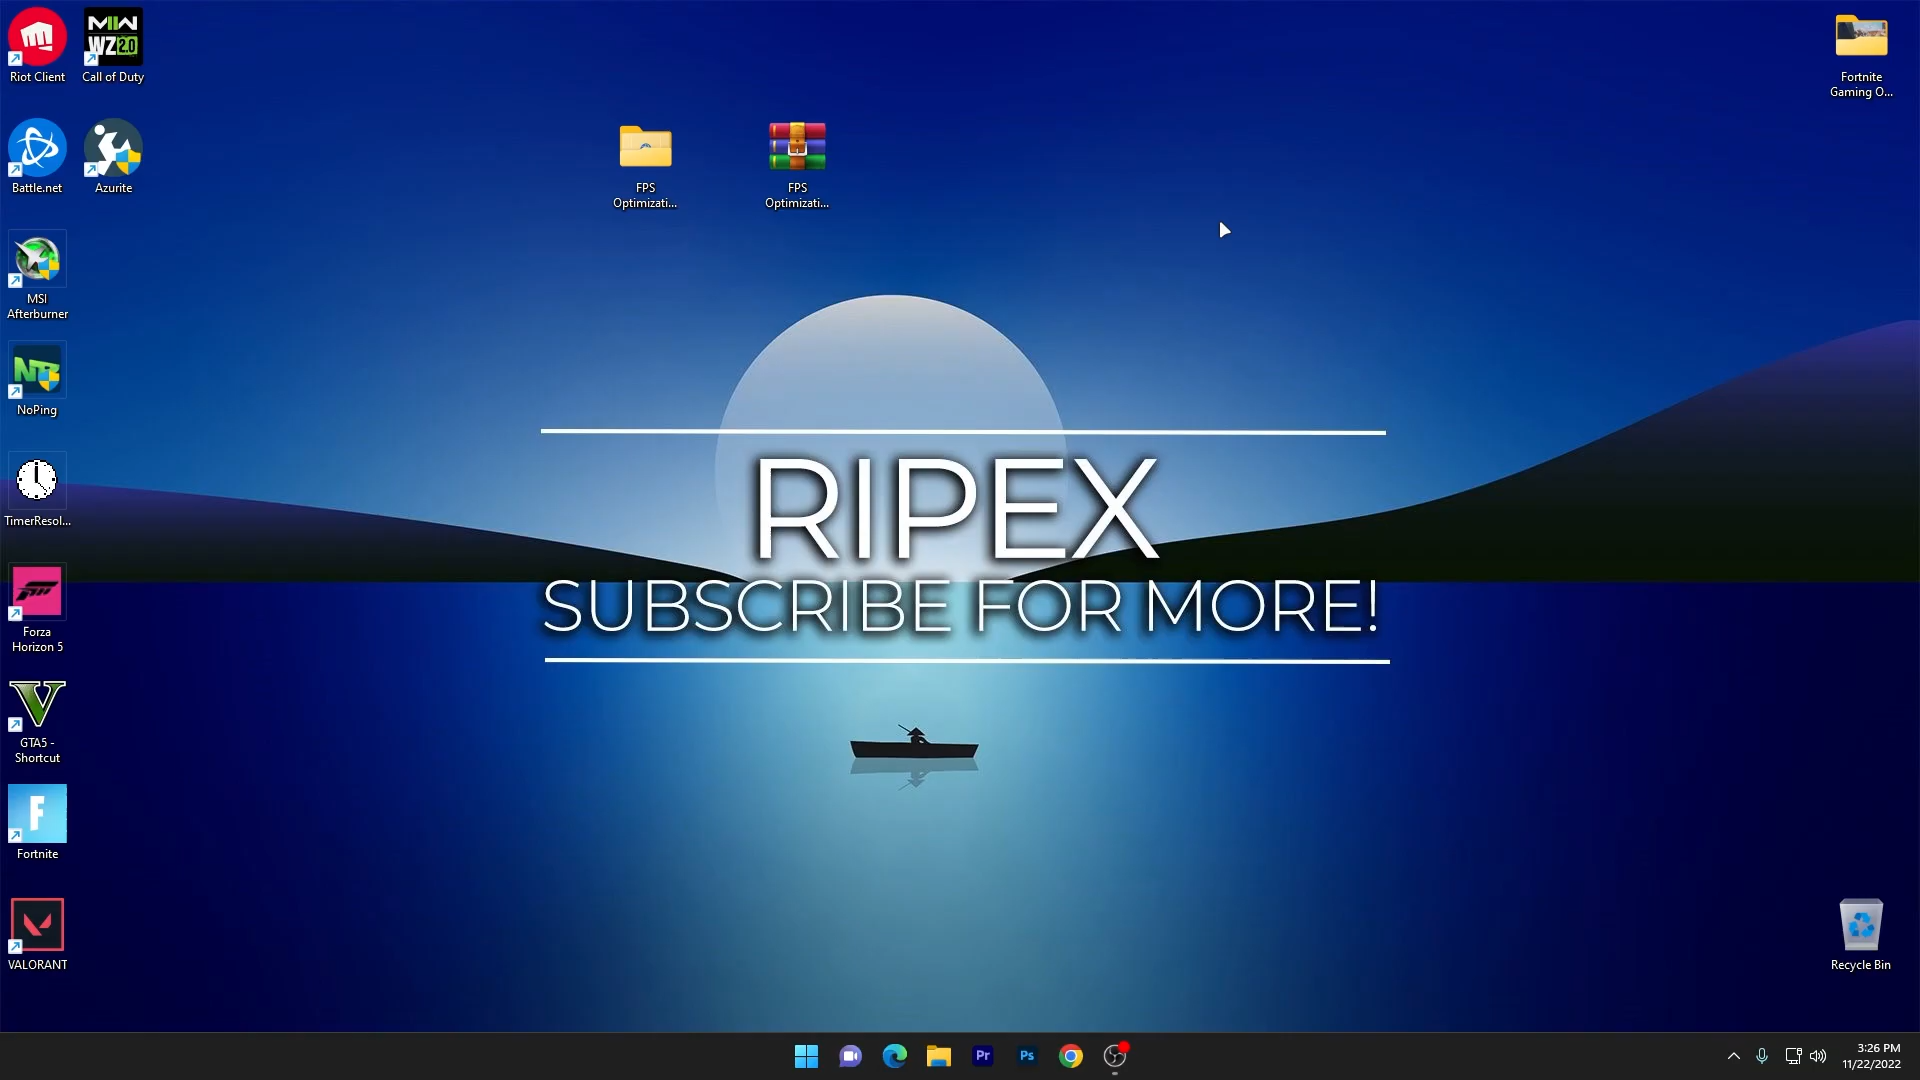 Riot Client
MW
WZ2.0
Call of Duty
Battle.net
Azurite
MSI
Afterburner
NoPing
TimerResol...
Forza
Horizon 5
GTA5 -
Shortcut
F
Fortnite
VALORANT
FPS
Optimizati...
FPS
Optimizati...
Fortnite
Gaming O...
RIPEX
SUBSCRIBE FOR MORE!
Recycle Bin
Pr
Ps
3:26 PM
11/22/2022